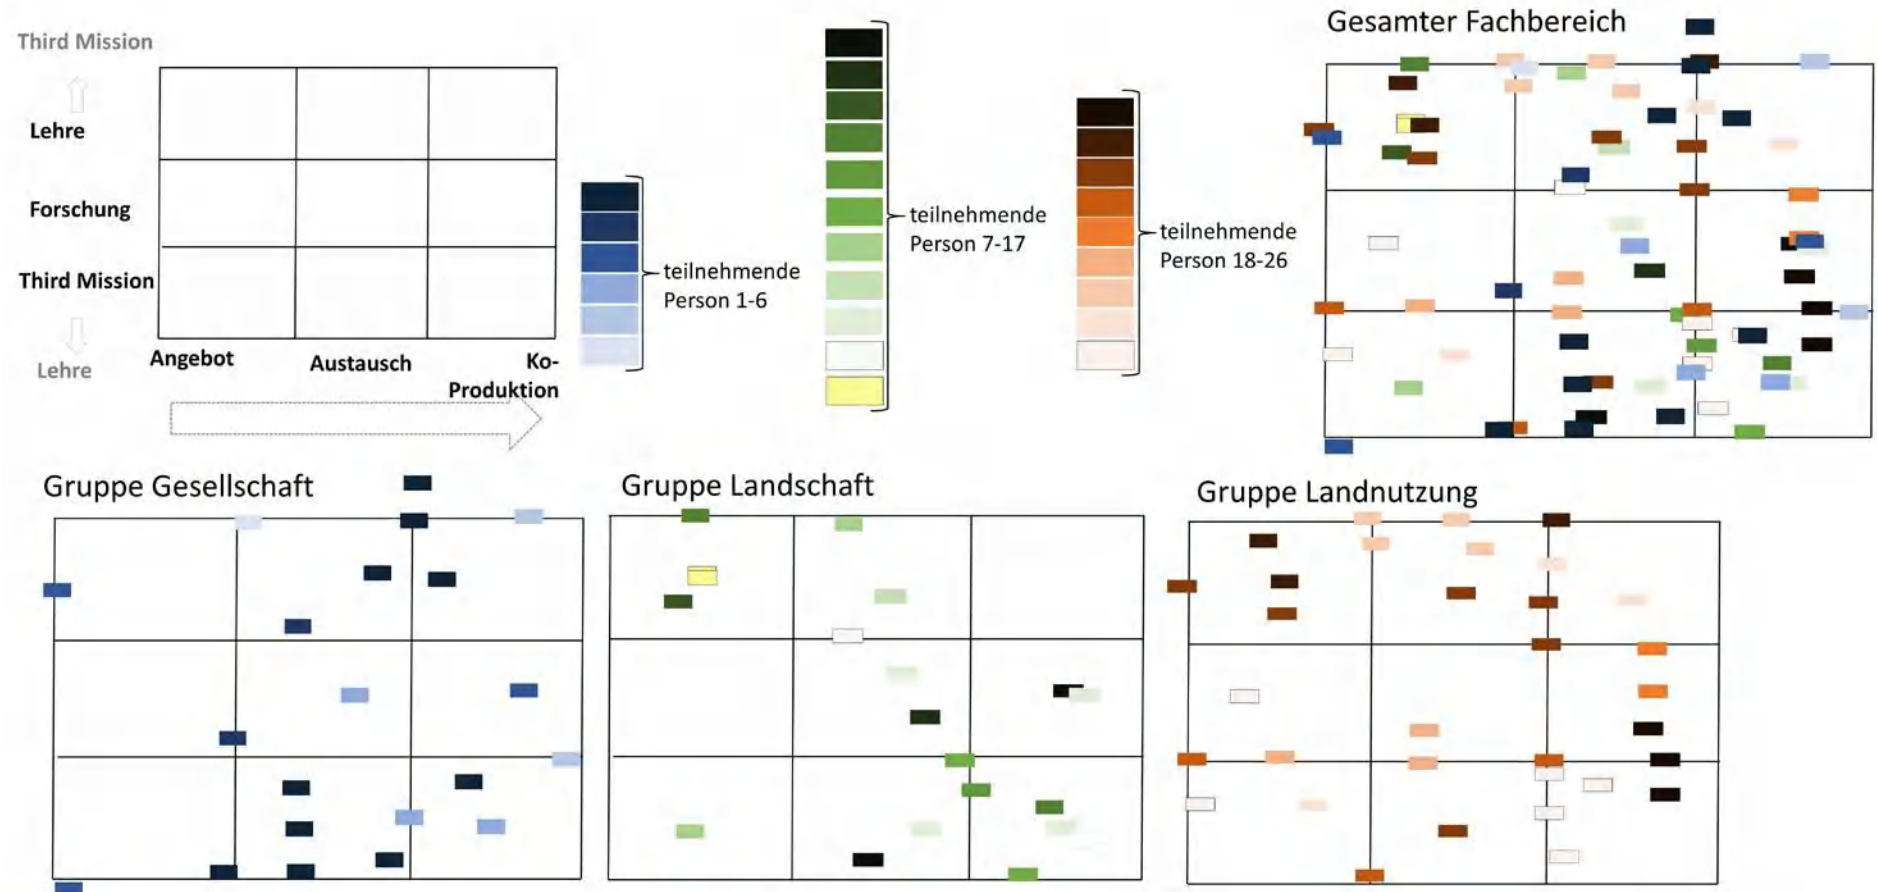 Third Mission
Lehre
Forschung
Third Mission
Lehre
Angebot
Austausch
Ko-
Produktion
teilnehmende
Person 1-6
teilnehmende
Person 7-17
teilnehmende
Person 18-26
Gesamter Fachbereich
Gruppe Gesellschaft
Gruppe Landschaft
Gruppe Landnutzung